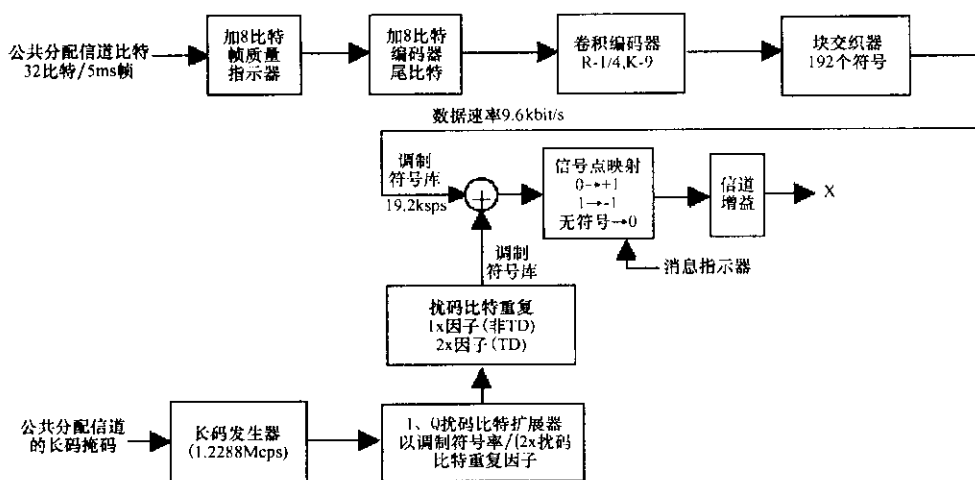 公共分配信道比特
32比特/5ms帧
加8比特
帧质量
指示器
加8比特
编码器
尾比特
卷积编码器
R-1/4,K-9
块交织器
192个符号
数据速率9.6kbit/s
调制
符号库
19.2ksps
信号点映射
0→+1
1→-1
无符号→0
信道
增益
X
消息指示器
调制
符号库
扰码比特重复
1x因子(非TD)
2x因子(TD)
公共分配信道
的长码掩码
长码发生器
(1.2288Mcps)
1、Q扰码比特扩展器
以调制符号率/(2x扰码
比特重复因子